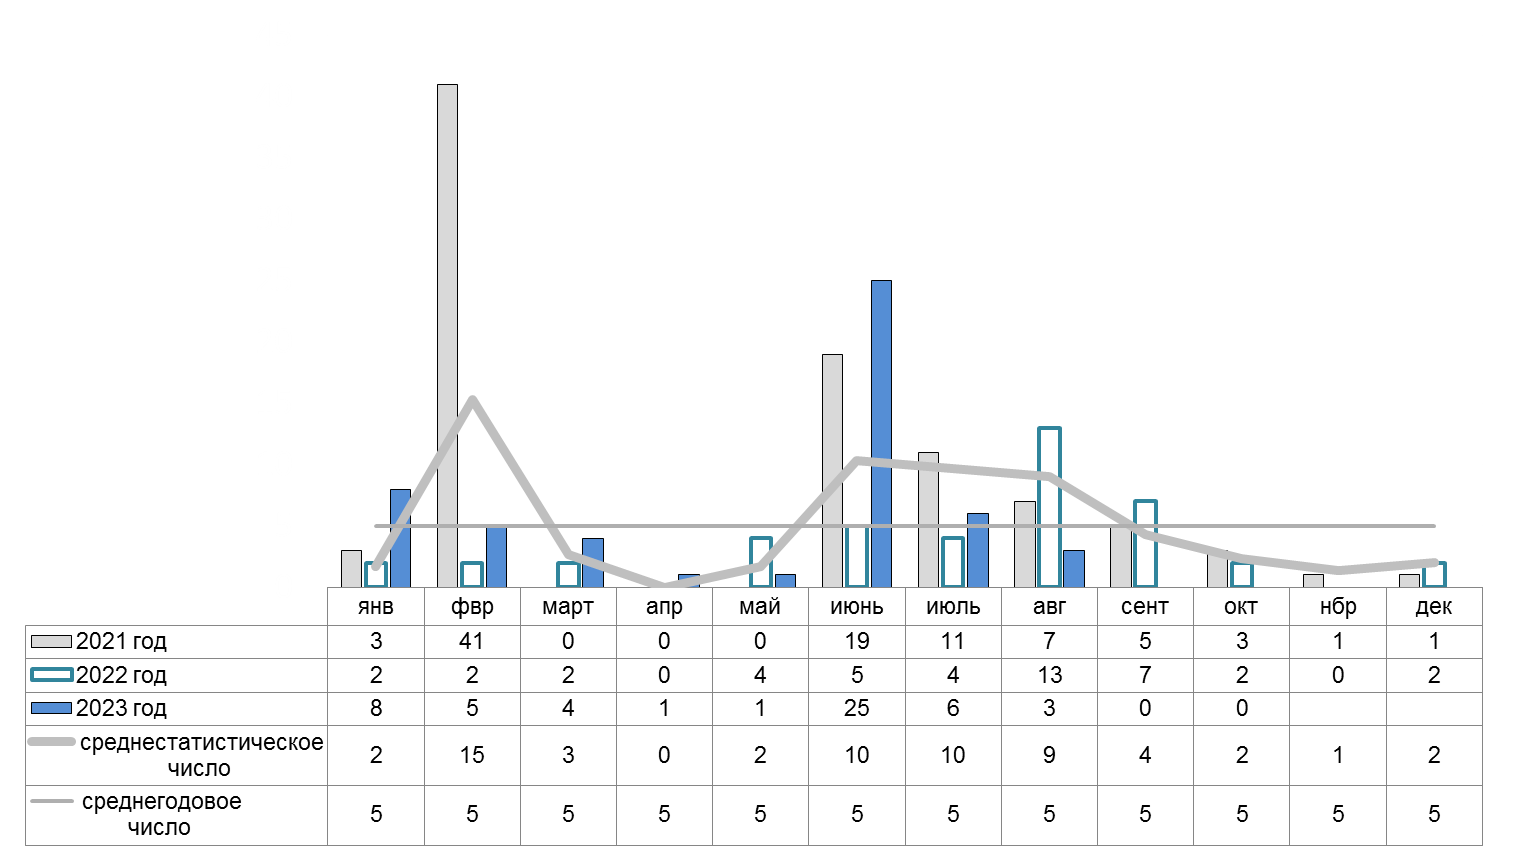 янв фвр март апр май июнь июль авг сент окт нбр дек
2021 год 3 41 0 0 0 19 11 7 5 3 1 1
2022 год 2 2 2 0 4 5 4 13 7 2 0 2
2023 год 8 5 4 1 1 25 6 3 0 0
среднестатистическое
число 2 15 3 0 2 10 10 9 4 2 1 2
среднегодовое
число 5 5 5 5 5 5 5 5 5 5 5 5